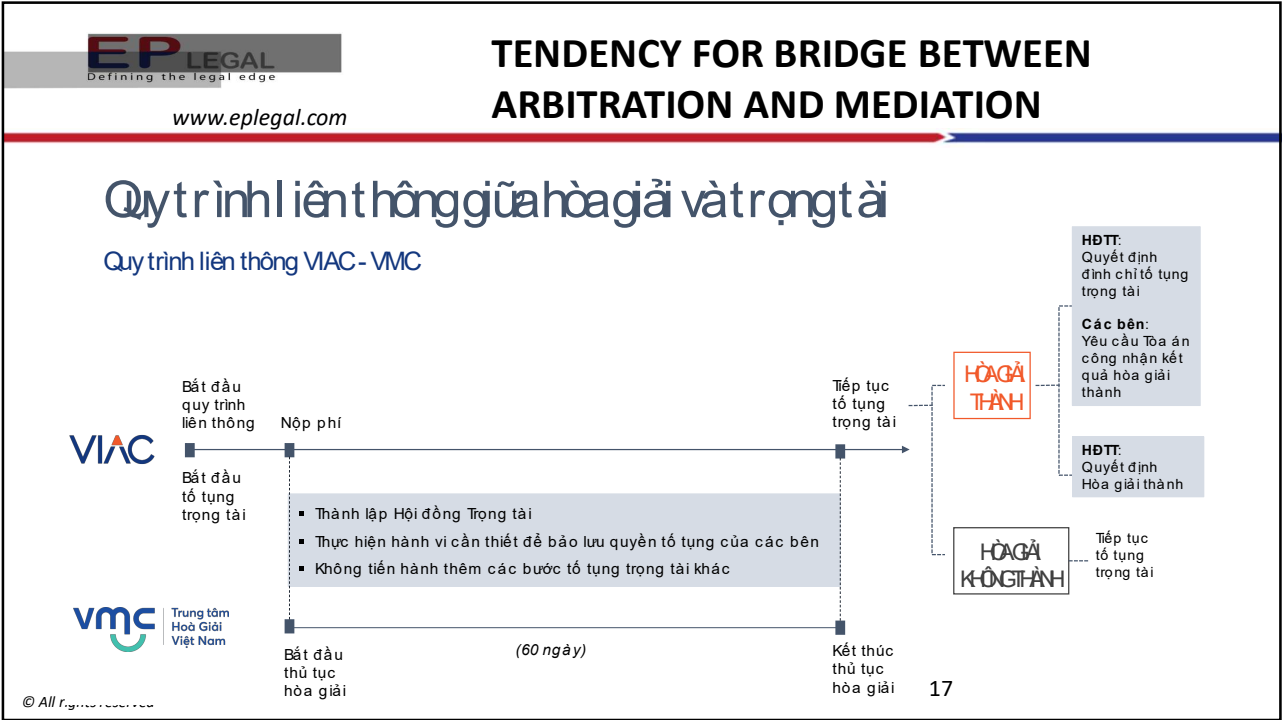 EP LEGAL
Defining the legal edge
www.eplegal.com
TENDENCY FOR BRIDGE BETWEEN
ARBITRATION AND MEDIATION
Quy trình liên thông giữa hòa giải và trọng tài
Quy trình liên thông VIAC - VMC
HĐTT:
Quyết định
đình chỉ tố tụng
trọng tài
Các bên:
Yêu cầu Tòa án
công nhận kết
quả hòa giải
thành
HÒA GIẢI
THÀNH
HĐTT:
Quyết định
Hòa giải thành
Bắt đầu
quy trình
liên thông
Nộp phí
Tiếp tục
tố tụng
trọng tài
VIAC
Bắt đầu
tố tụng
trọng tài
▪ Thành lập Hội đồng Trọng tài
▪ Thực hiện hành vi cần thiết để bảo lưu quyền tố tụng của các bên
▪ Không tiến hành thêm các bước tố tụng trọng tài khác
HÒA GIẢI
KHÔNG THÀNH
Tiếp tục
tố tụng
trọng tài
vmc
Trung tâm
Hoà Giải
Việt Nam
Bắt đầu
thủ tục
hòa giải
(60 ngày)
Kết thúc
thủ tục
hòa giải
17
© All rights reserved